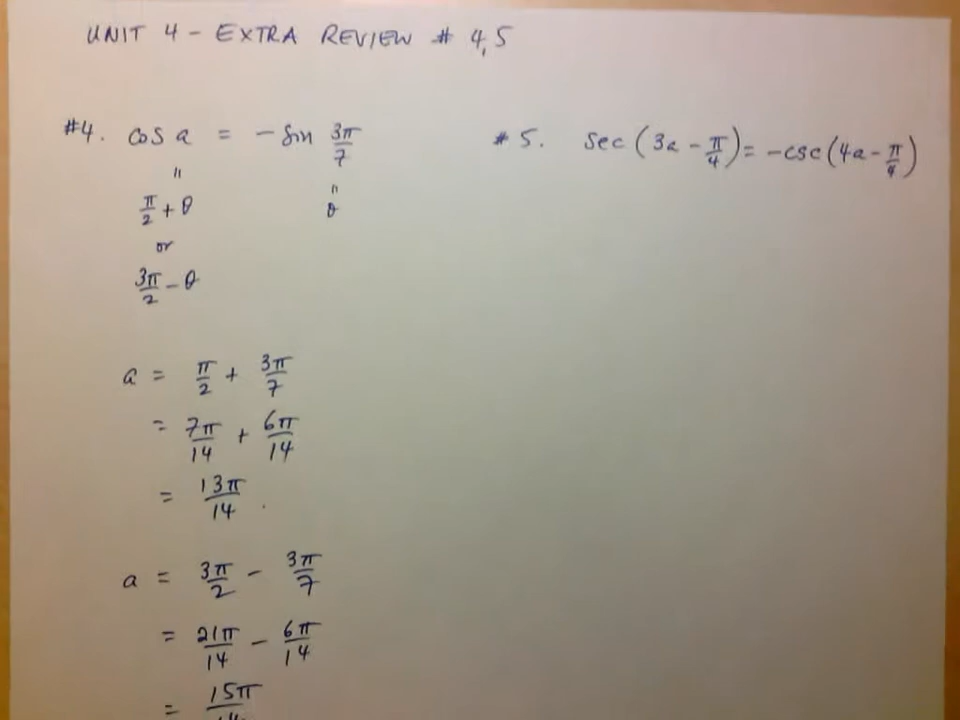 UNIT 4 - EXTRA REVIEW # 4,5
#4. cos a = - sin 3π/7
" "
π/2 + θ θ
or
3π/2 - θ
#5. sec (3a - π/4) = -csc (4a - π/4)
a = π/2 + 3π/7
= 7π/14 + 6π/14
= 13π/14 .
a = 3π/2 - 3π/7
= 21π/14 - 6π/14
= 15π/14